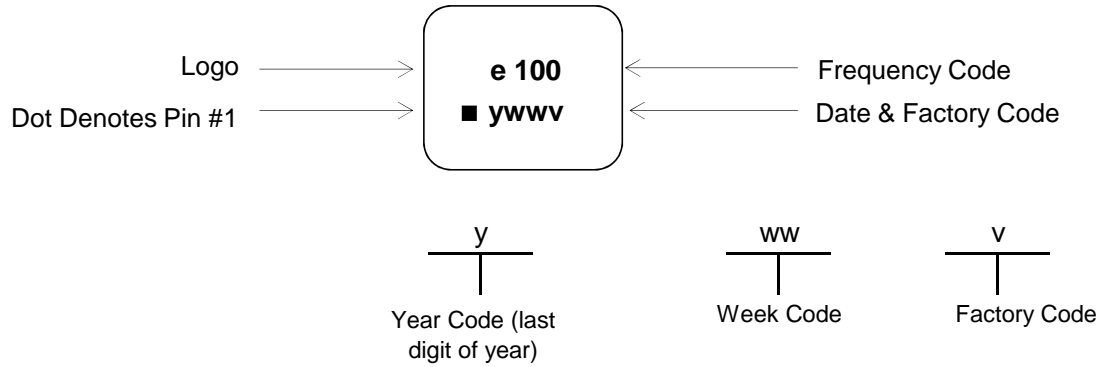 Logo
e 100
Frequency Code
Dot Denotes Pin #1
■ ywwv
Date & Factory Code
y
ww
v
Year Code (last
digit of year)
Week Code
Factory Code